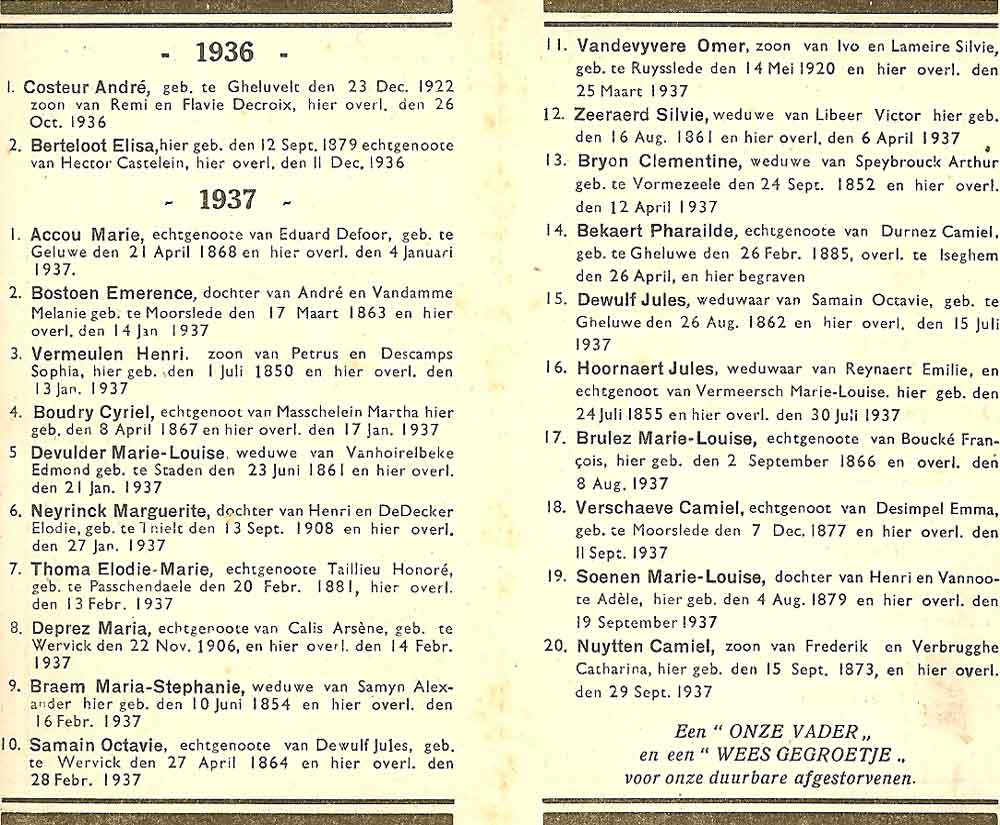 - 1936 -
1. Costeur André, geb. te Gheluvelt den 23 Dec. 1922
zoon van Remi en Flavie Decroix, hier overl. den 26
Oct. 1936
2. Berteloot Elisa,hier geb. den 12 Sept. 1879 echtgenoote
van Hector Castelein, hier overl. den 11 Dec. 1936
- 1937 -
1. Accou Marie, echtgenoote van Eduard Defoor, geb. te
Geluwe den 21 April 1868 en hier overl. den 4 Januari
1937.
2. Bostoen Emerence, dochter van André en Vandamme
Melanie geb. te Moorslede den 17 Maart 1863 en hier
overl. den 14 Jan 1937
3. Vermeulen Henri. zoon van Petrus en Descamps
Sophia, hier geb. den 1 Juli 1850 en hier overl. den
13 Jan. 1937
4. Boudry Cyriel, echtgenoot van Masschelein Martha hier
geb. den 8 April 1867 en hier overl. den 17 Jan. 1937
5 Devulder Marie-Louise. weduwe van Vanhoirelbeke
Edmond geb. te Staden den 23 Juni 1861 en hier overl.
den 21 Jan. 1937
6. Neyrinck Marguerite, dochter van Henri en DeDecker
Elodie, geb. te Thielt den 13 Sept. 1908 en hier overl.
den 27 Jan. 1937
7. Thoma Elodie-Marie, echtgenoote Taillieu Honoré,
geb. te Passchendaele den 20 Febr. 1881, hier overl.
den 13 Febr. 1937
8. Deprez Maria, echtgenoote van Calis Arsène, geb. te
Wervick den 22 Nov. 1906, en hier overl. den 14 Febr.
1937
9. Braem Maria-Stephanie, weduwe van Samyn Alex-
ander hier geb. den 10 Juni 1854 en hier overl. den
16 Febr. 1937
10. Samain Octavie, echtgenoote van Dewulf Jules, geb.
te Wervick den 27 April 1864 en hier overl. den
28 Febr. 1937
11. Vandevyvere Omer, zoon van Ivo en Lameire Silvie,
geb. te Ruysslede den 14 Mei 1920 en hier overl. den
25 Maart 1937
12. Zeeraerd Silvie, weduwe van Libeer Victor hier geb.
den 16 Aug. 1861 en hier overl. den 6 April 1937
13. Bryon Clementine, weduwe van Speybrouck Arthur
geb. te Vormezeele den 24 Sept. 1852 en hier overl.
den 12 April 1937
14. Bekaert Pharailde, echtgenoote van Durnez Camiel,
geb. te Gheluwe den 26 Febr. 1885, overl. te Iseghem
den 26 April, en hier begraven
15. Dewulf Jules, weduwaar van Samain Octavie, geb. te
Gheluwe den 26 Aug. 1862 en hier overl. den 15 Juli
1937
16. Hoornaert Jules, weduwaar van Reynaert Emilie, en
echtgenoot van Vermeersch Marie-Louise. hier geb. den
24 Juli 1855 en hier overl. den 30 Juli 1937
17. Brulez Marie-Louise, echtgenoote van Boucké Fran-
çois, hier geb. den 2 September 1866 en overl. den
8 Aug. 1937
18. Verschaeve Camiel, echtgenoot van Desimpel Emma,
geb. te Moorslede den 7 Dec. 1877 en hier overl. den
11 Sept. 1937
19. Soenen Marie-Louise, dochter van Henri en Vannoo-
te Adèle, hier geb. den 4 Aug. 1879 en hier overl. den
19 September 1937
20. Nuytten Camiel, zoon van Frederik en Verbrugghe
Catharina, hier geb. den 15 Sept. 1873, en hier overl.
den 29 Sept. 1937
Een “ ONZE VADER „
en een “ WEES GEGROETJE „
voor onze duurbare afgestorvenen.